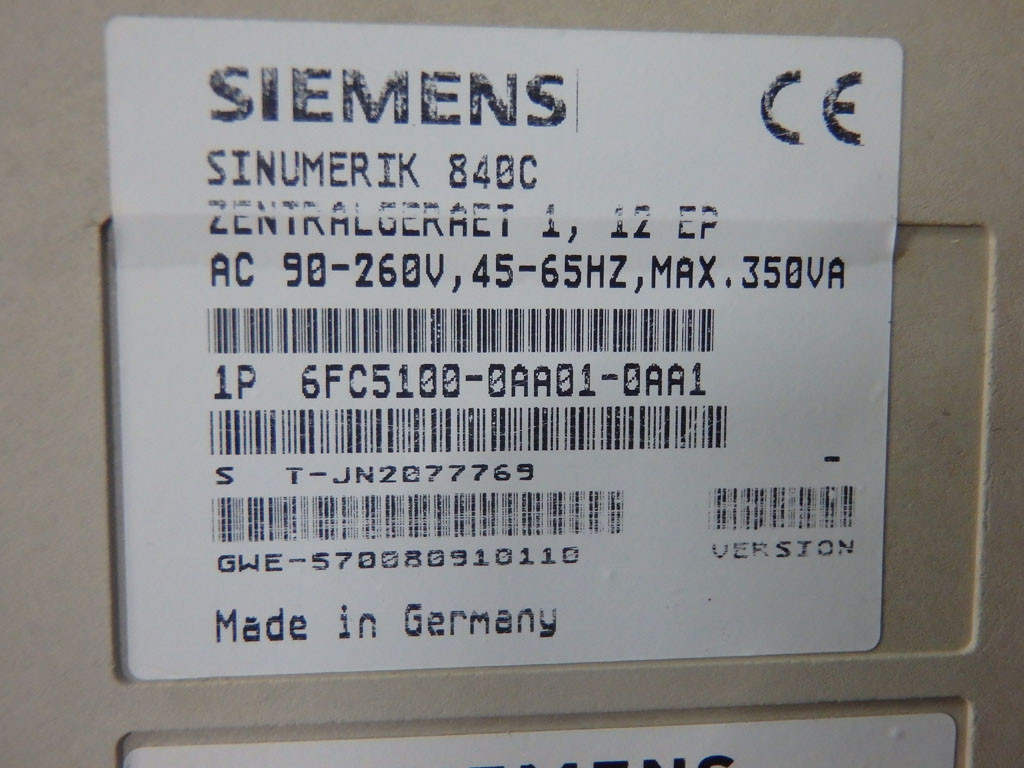 SIEMENS
CE
SINUMERIK 840C
ZENTRALGERAET 1, 12 EP
AC 90-260V,45-65HZ,MAX.350VA
1P 6FC5100-0AA01-0AA1
S T-JN2077769
-
GWE-570080910110
VERSION
Made in Germany
SIEMENS